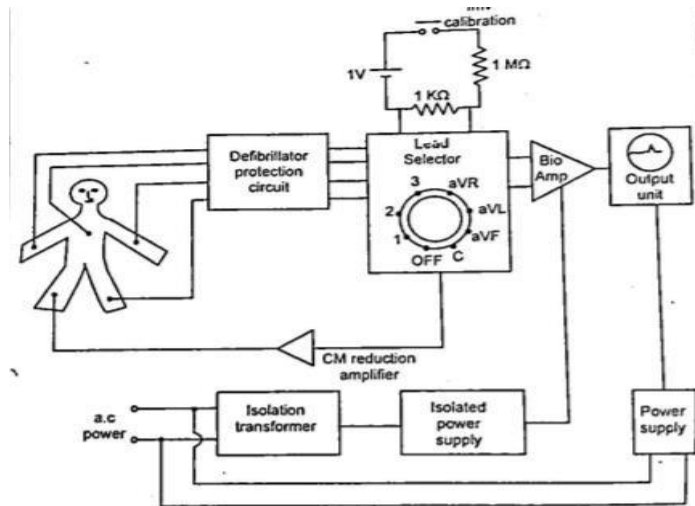 calibration
1V
1 MΩ
1 KΩ
Defibrillator
protection
circuit
Lead
Selector
3
aVR
2
aVL
1
aVF
OFF
C
Bio
Amp
Output
unit
CM reduction
amplifier
a.c
power
Isolation
transformer
Isolated
power
supply
Power
supply